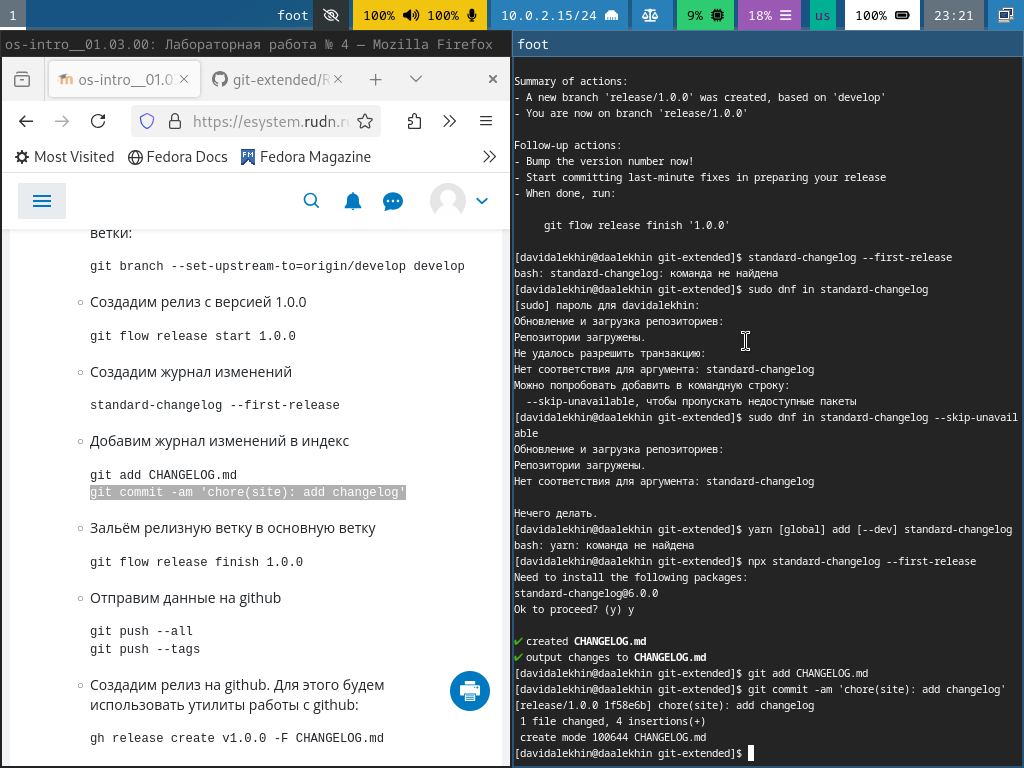 1
foot
100%
100%
10.0.2.15/24
9%
18%
us
100%
23:21
os-intro__01.03.00: Лабораторная работа № 4 — Mozilla Firefox
os-intro__01.0
git-extended/R
https://esystem.rudn.r
Most Visited
Fedora Docs
Fedora Magazine
ветки:
git branch --set-upstream-to=origin/develop develop
Создадим релиз с версией 1.0.0
git flow release start 1.0.0
Создадим журнал изменений
standard-changelog --first-release
Добавим журнал изменений в индекс
git add CHANGELOG.md
git commit -am 'chore(site): add changelog'
Зальём релизную ветку в основную ветку
git flow release finish 1.0.0
Отправим данные на github
git push --all
git push --tags
Создадим релиз на github. Для этого будем
использовать утилиты работы с github:
gh release create v1.0.0 -F CHANGELOG.md
foot
Summary of actions:
- A new branch 'release/1.0.0' was created, based on 'develop'
- You are now on branch 'release/1.0.0'
Follow-up actions:
- Bump the version number now!
- Start committing last-minute fixes in preparing your release
- When done, run:
git flow release finish '1.0.0'
[davidalekhin@daalekhin git-extended]$ standard-changelog --first-release
bash: standard-changelog: команда не найдена
[davidalekhin@daalekhin git-extended]$ sudo dnf in standard-changelog
[sudo] пароль для davidalekhin:
Обновление и загрузка репозиториев:
Репозитории загружены.
Не удалось разрешить транзакцию:
Нет соответствия для аргумента: standard-changelog
Можно попробовать добавить в командную строку:
--skip-unavailable, чтобы пропускать недоступные пакеты
[davidalekhin@daalekhin git-extended]$ sudo dnf in standard-changelog --skip-unavail
able
Обновление и загрузка репозиториев:
Репозитории загружены.
Нет соответствия для аргумента: standard-changelog
Нечего делать.
[davidalekhin@daalekhin git-extended]$ yarn [global] add [--dev] standard-changelog
bash: yarn: команда не найдена
[davidalekhin@daalekhin git-extended]$ npx standard-changelog --first-release
Need to install the following packages:
standard-changelog@6.0.0
Ok to proceed? (y) y
✔ created CHANGELOG.md
✔ output changes to CHANGELOG.md
[davidalekhin@daalekhin git-extended]$ git add CHANGELOG.md
[davidalekhin@daalekhin git-extended]$ git commit -am 'chore(site): add changelog'
[release/1.0.0 1f58e6b] chore(site): add changelog
1 file changed, 4 insertions(+)
create mode 100644 CHANGELOG.md
[davidalekhin@daalekhin git-extended]$